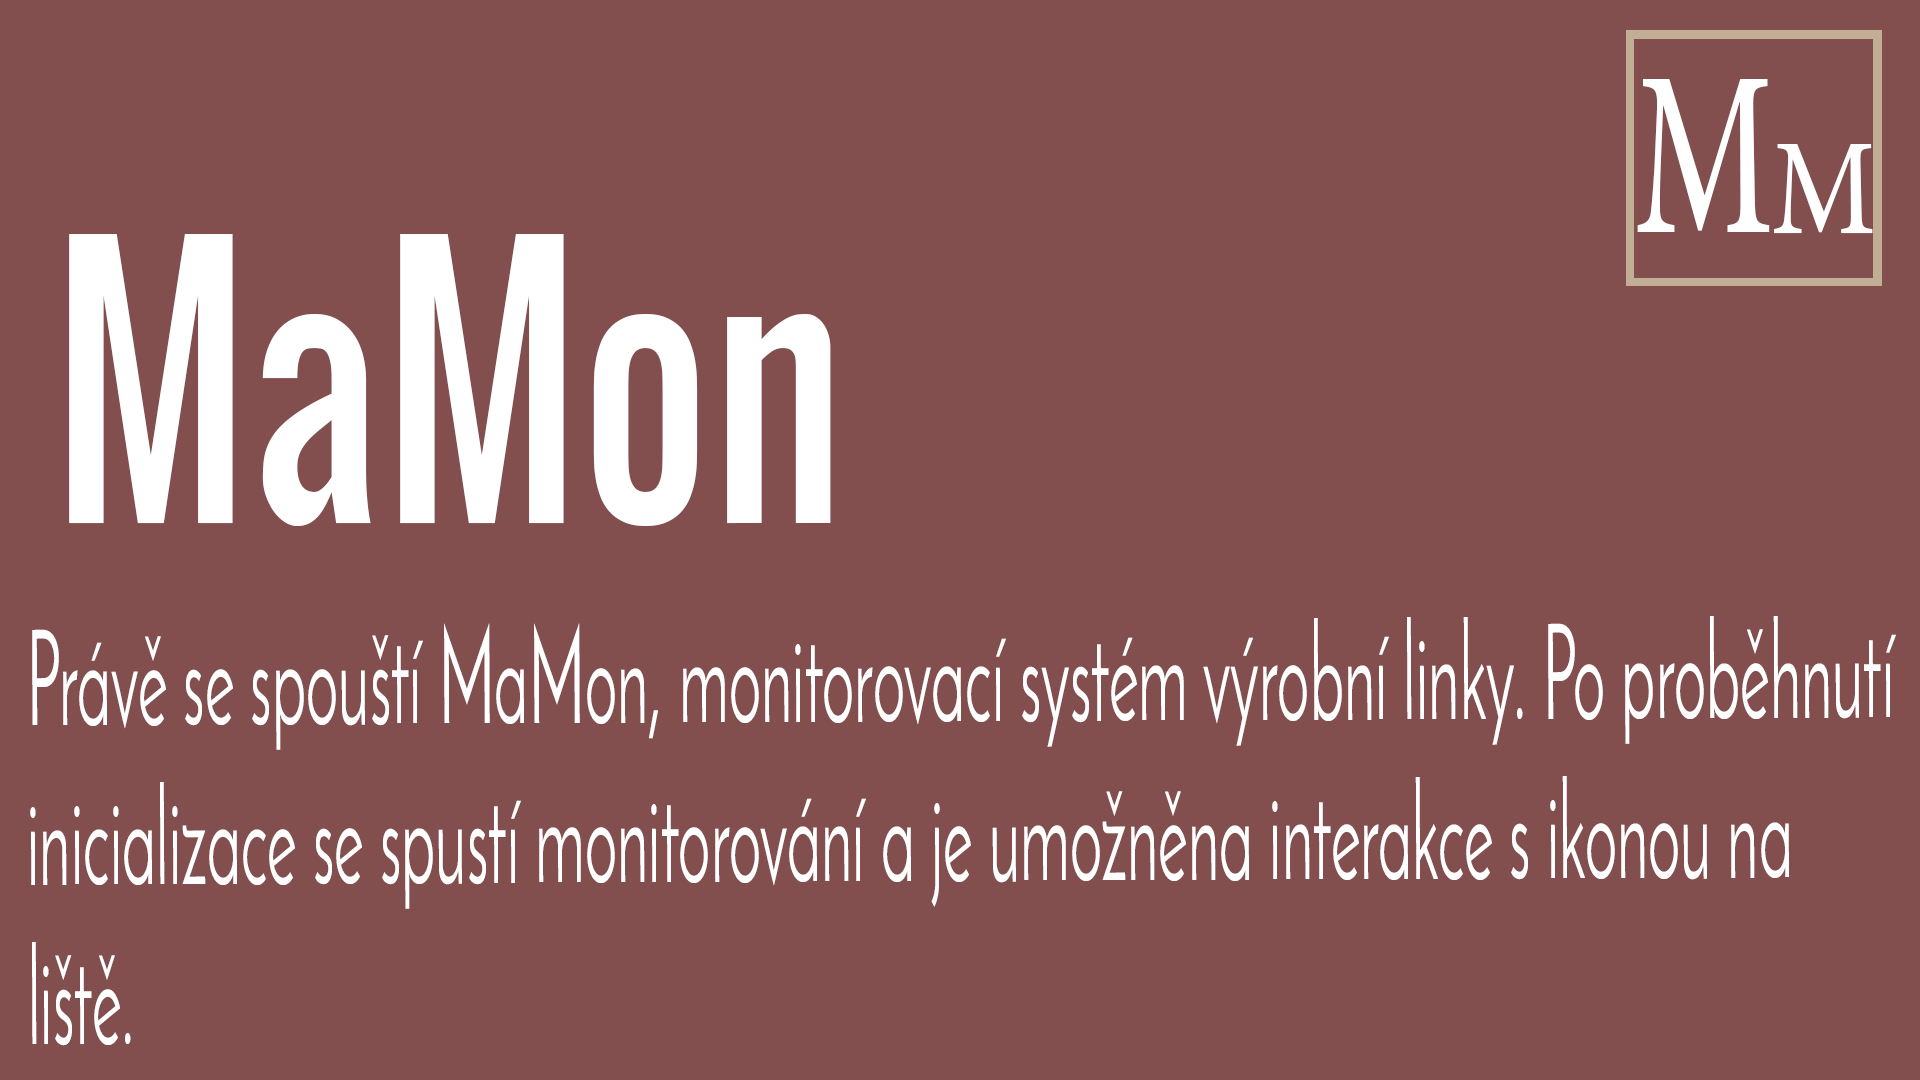 Mm
MaMon
Právě se spouští MaMon, monitorovací systém výrobní linky. Po proběhnutí
inicializace se spustí monitorování a je umožněna interakce s ikonou na
liště.